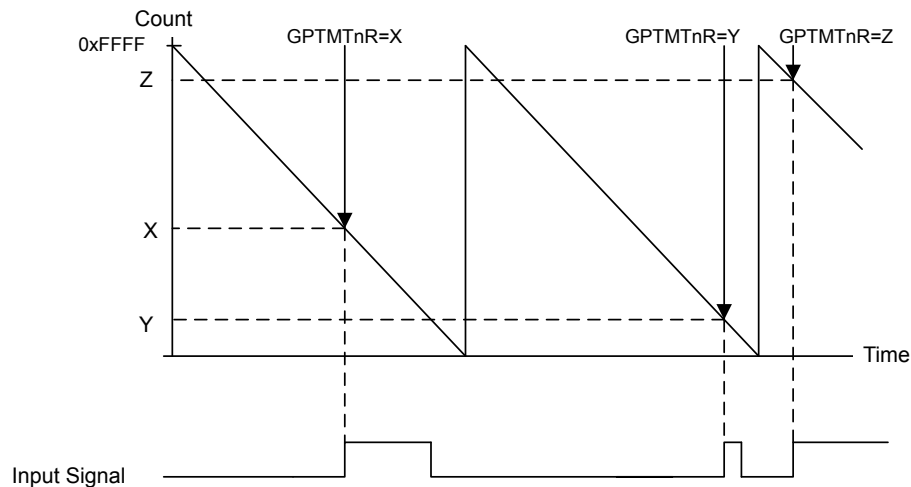 Count
0xFFFF
GPTMTnR=X
GPTMTnR=Y
GPTMTnR=Z
Z
X
Y
Time
Input Signal